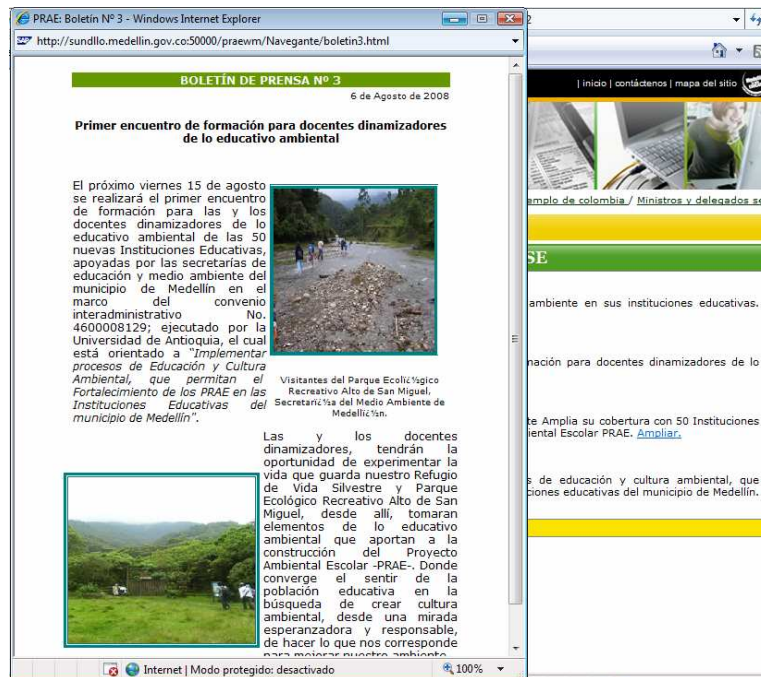 PRAE: Boletin Nº 3 - Windows Internet Explorer
http://sundllo.medellin.gov.co:50000/praewm/Navegante/boletin3.html
BOLETÍN DE PRENSA Nº 3
6 de Agosto de 2008
Primer encuentro de formación para docentes dinamizadores
de lo educativo ambiental
El próximo viernes 15 de agosto
se realizará el primer encuentro
de formación para las y los
docentes dinamizadores de lo
educativo ambiental de las 50
nuevas Instituciones Educativas,
apoyadas por las secretarías de
educación y medio ambiente del
municipio de Medellín en el
marco del convenio
interadministrativo No.
4600008129; ejecutado por la
Universidad de Antioquia, el cual
está orientado a "Implementar
procesos de Educación y Cultura
Ambiental, que permitan el
Fortalecimiento de los PRAE en las
Instituciones Educativas del
municipio de Medellín".
Visitantes del Parque Ecolï¿½gico
Recreativo Alto de San Miguel,
Secretarï¿½a del Medio Ambiente de
Medellï¿½n.
Las y los docentes
dinamizadores, tendrán la
oportunidad de experimentar la
vida que guarda nuestro Refugio
de Vida Silvestre y Parque
Ecológico Recreativo Alto de San
Miguel, desde allí, tomaran
elementos de lo educativo
ambiental que aportan a la
construcción del Proyecto
Ambiental Escolar -PRAE-. Donde
converge el sentir de la
población educativa en la
búsqueda de crear cultura
ambiental, desde una mirada
esperanzadora y responsable,
de hacer lo que nos corresponde
para mejorar nuestro ambiente
Internet | Modo protegido: desactivado
100%
2
| inicio | contáctenos | mapa del sitio
emplo de colombia / Ministros y delegados se
SE
ambiente en sus instituciones educativas.
mación para docentes dinamizadores de lo
te Amplia su cobertura con 50 Instituciones
iental Escolar PRAE. Ampliar.
s de educación y cultura ambiental, que
ciones educativas del municipio de Medellín.